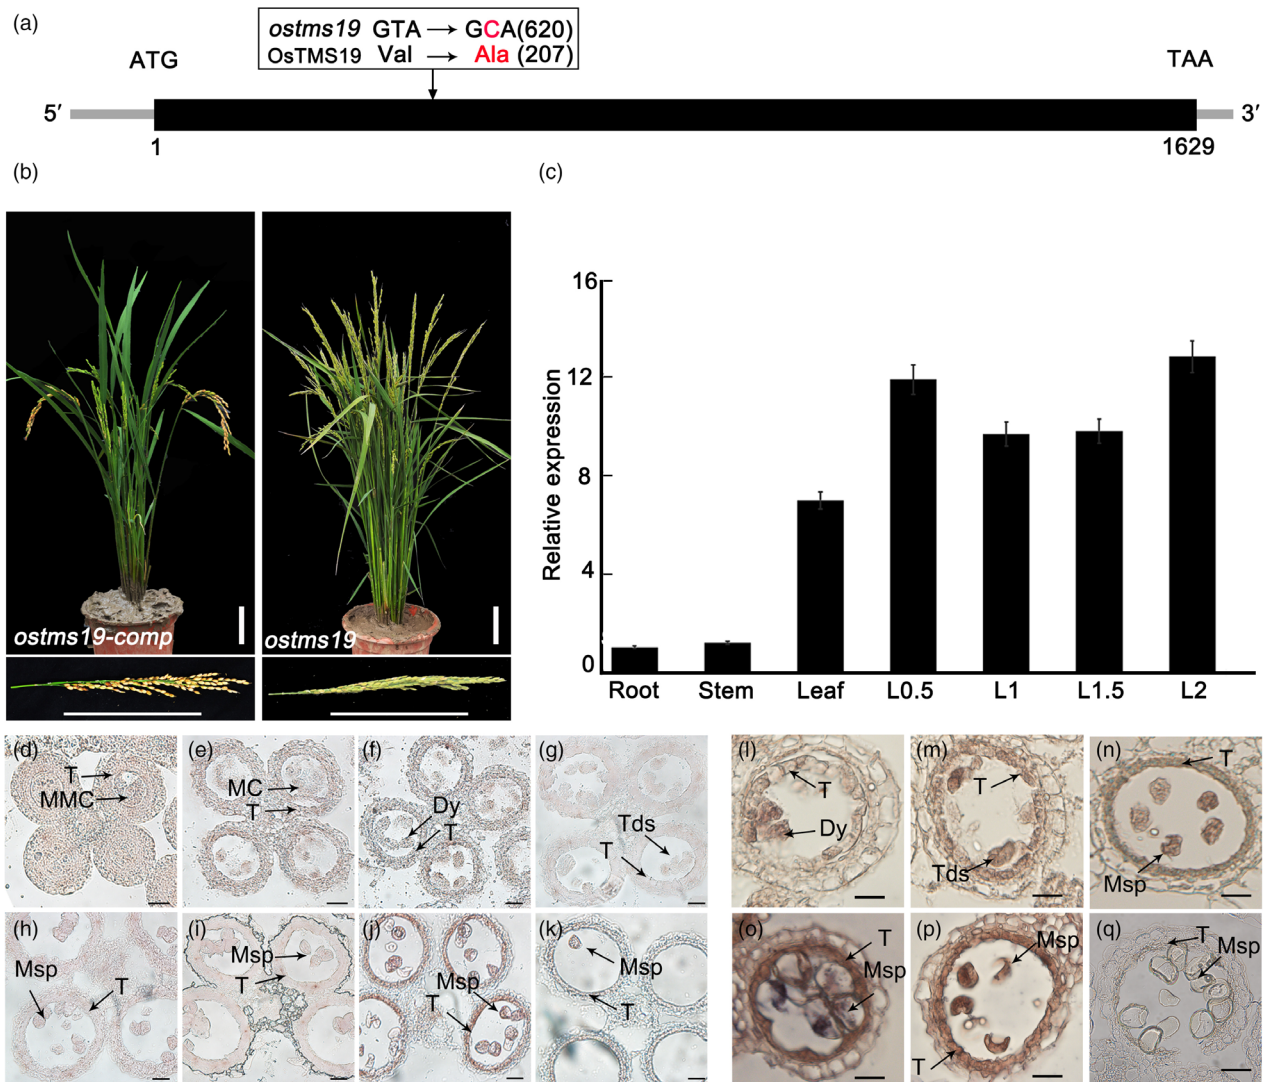 (a)
ostms19 GTA → GCA(620)
OsTMS19 Val → Ala (207)
ATG
TAA
5′
3′
1
1629
(b)
(c)
ostms19-comp
ostms19
Relative expression
16
12
8
4
0
Root Stem Leaf L0.5 L1 L1.5 L2
(d)
T
MMC
(e)
MC
T
(f)
Dy
T
(g)
Tds
T
(h)
Msp
T
(i)
Msp
T
(j)
Msp
T
(k)
Msp
T
(l)
T
Dy
(m)
T
Tds
(n)
T
Msp
(o)
T
Msp
(p)
Msp
T
(q)
T
Msp